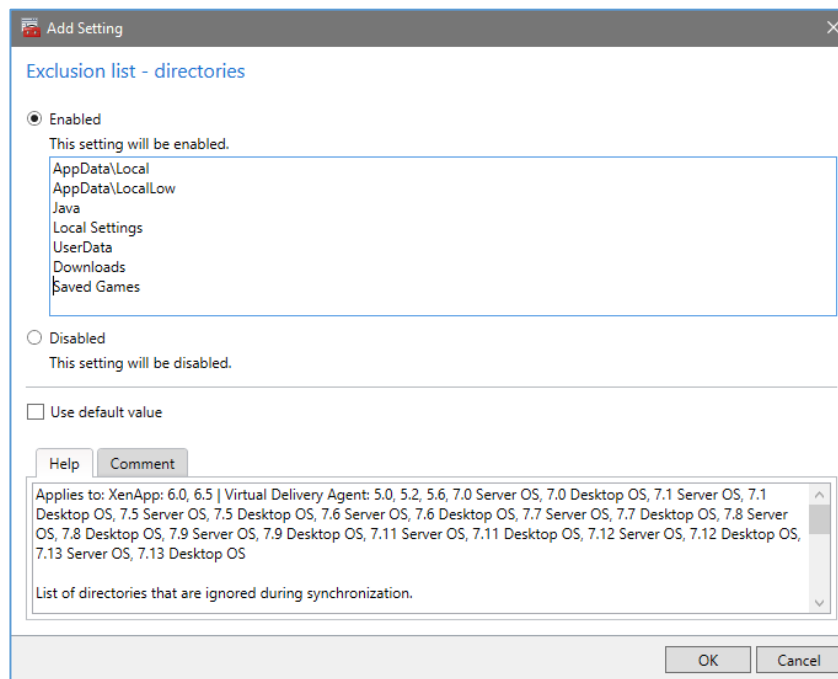 Add Setting
Exclusion list - directories
Enabled
This setting will be enabled.
AppData\Local
AppData\LocalLow
Java
Local Settings
UserData
Downloads
Saved Games
Disabled
This setting will be disabled.
Use default value
Help
Comment
Applies to: XenApp: 6.0, 6.5 | Virtual Delivery Agent: 5.0, 5.2, 5.6, 7.0 Server OS, 7.0 Desktop OS, 7.1 Server OS, 7.1
Desktop OS, 7.5 Server OS, 7.5 Desktop OS, 7.6 Server OS, 7.6 Desktop OS, 7.7 Server OS, 7.7 Desktop OS, 7.8 Server
OS, 7.8 Desktop OS, 7.9 Server OS, 7.9 Desktop OS, 7.11 Server OS, 7.11 Desktop OS, 7.12 Server OS, 7.12 Desktop OS,
7.13 Server OS, 7.13 Desktop OS
List of directories that are ignored during synchronization.
OK
Cancel